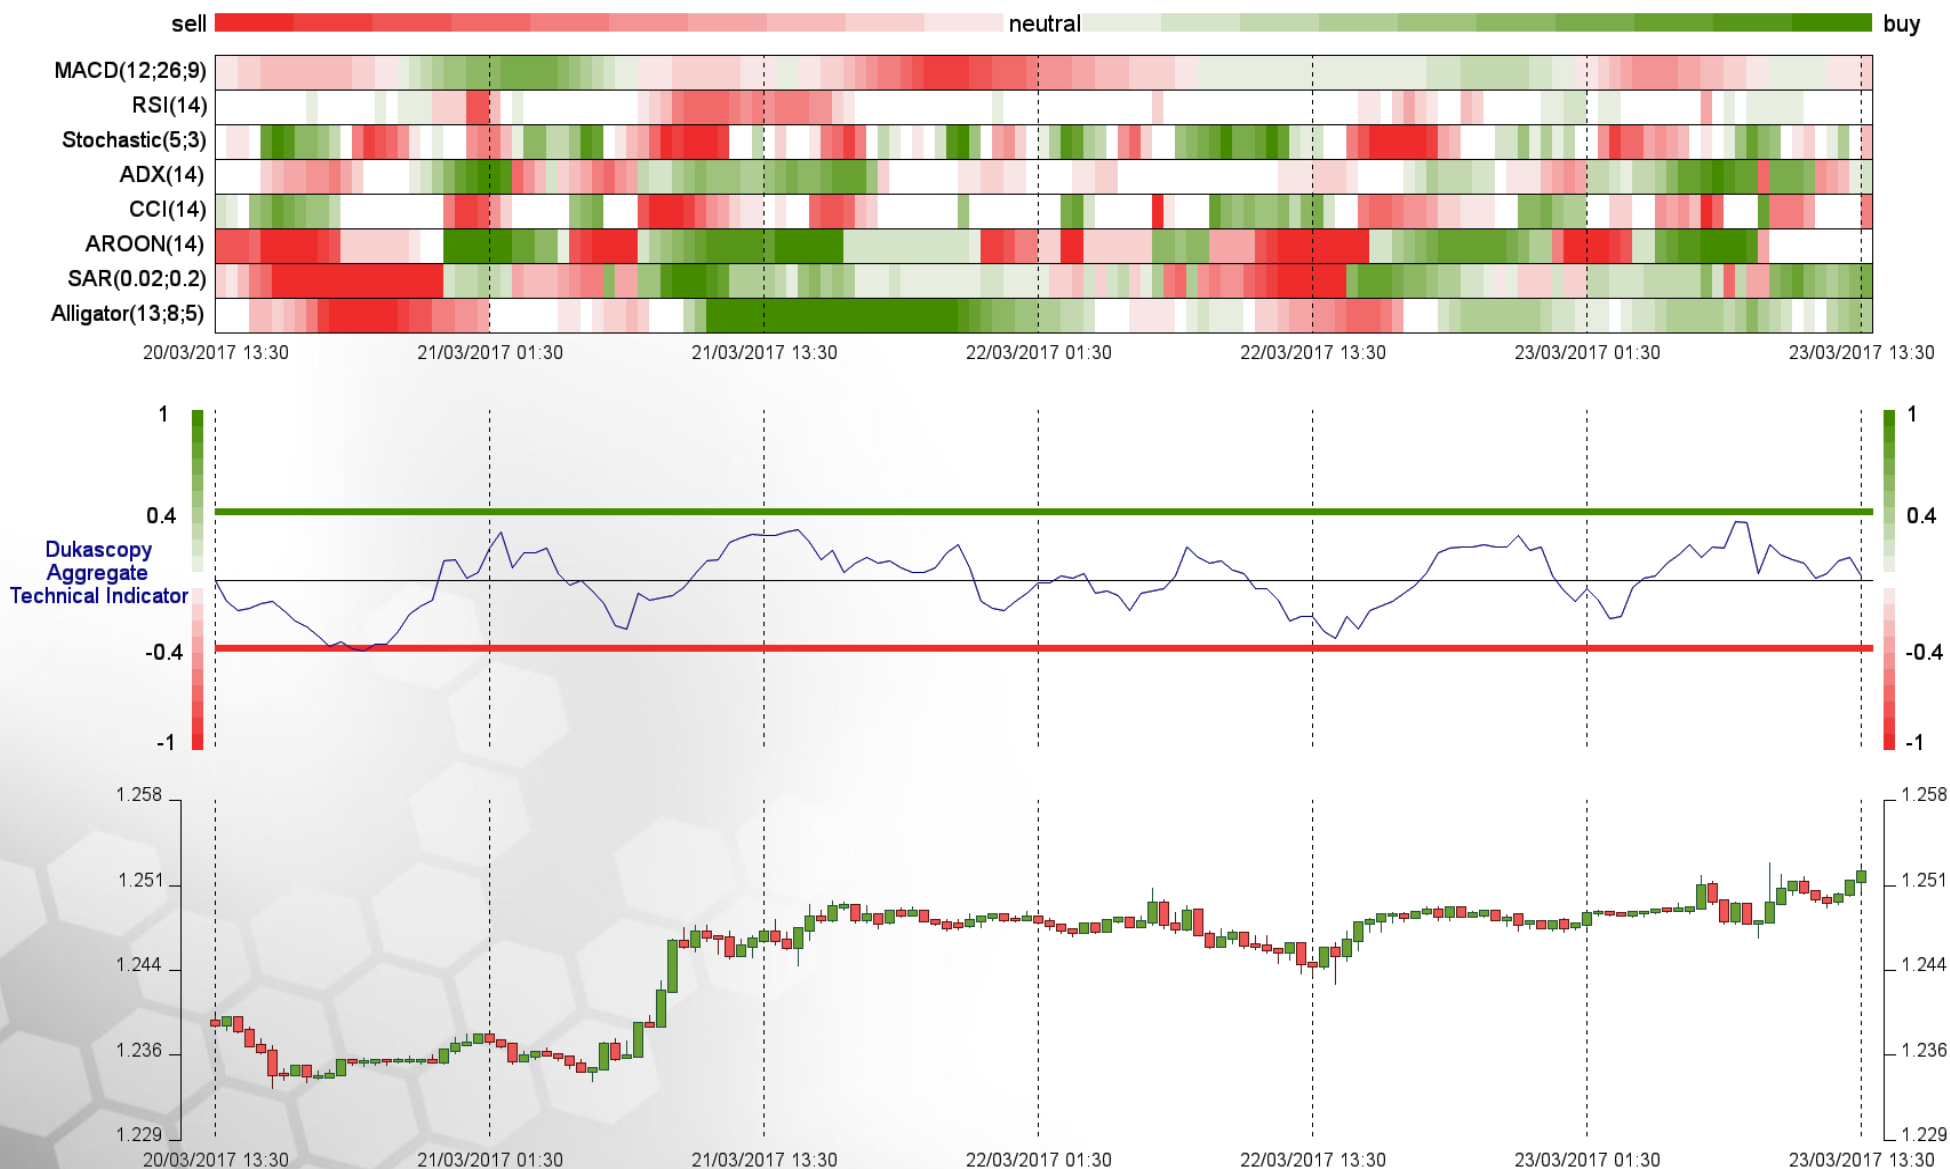 sell neutral buy
MACD(12;26;9)
RSI(14)
Stochastic(5;3)
ADX(14)
CCI(14)
AROON(14)
SAR(0.02;0.2)
Alligator(13;8;5)
20/03/2017 13:30 21/03/2017 01:30 21/03/2017 13:30 22/03/2017 01:30 22/03/2017 13:30 23/03/2017 01:30 23/03/2017 13:30
1 1
0.4 0.4
Dukascopy
Aggregate
Technical Indicator
-0.4 -0.4
-1 -1
1.258 1.258
1.251 1.251
1.244 1.244
1.236 1.236
1.229 1.229
20/03/2017 13:30 21/03/2017 01:30 21/03/2017 13:30 22/03/2017 01:30 22/03/2017 13:30 23/03/2017 01:30 23/03/2017 13:30